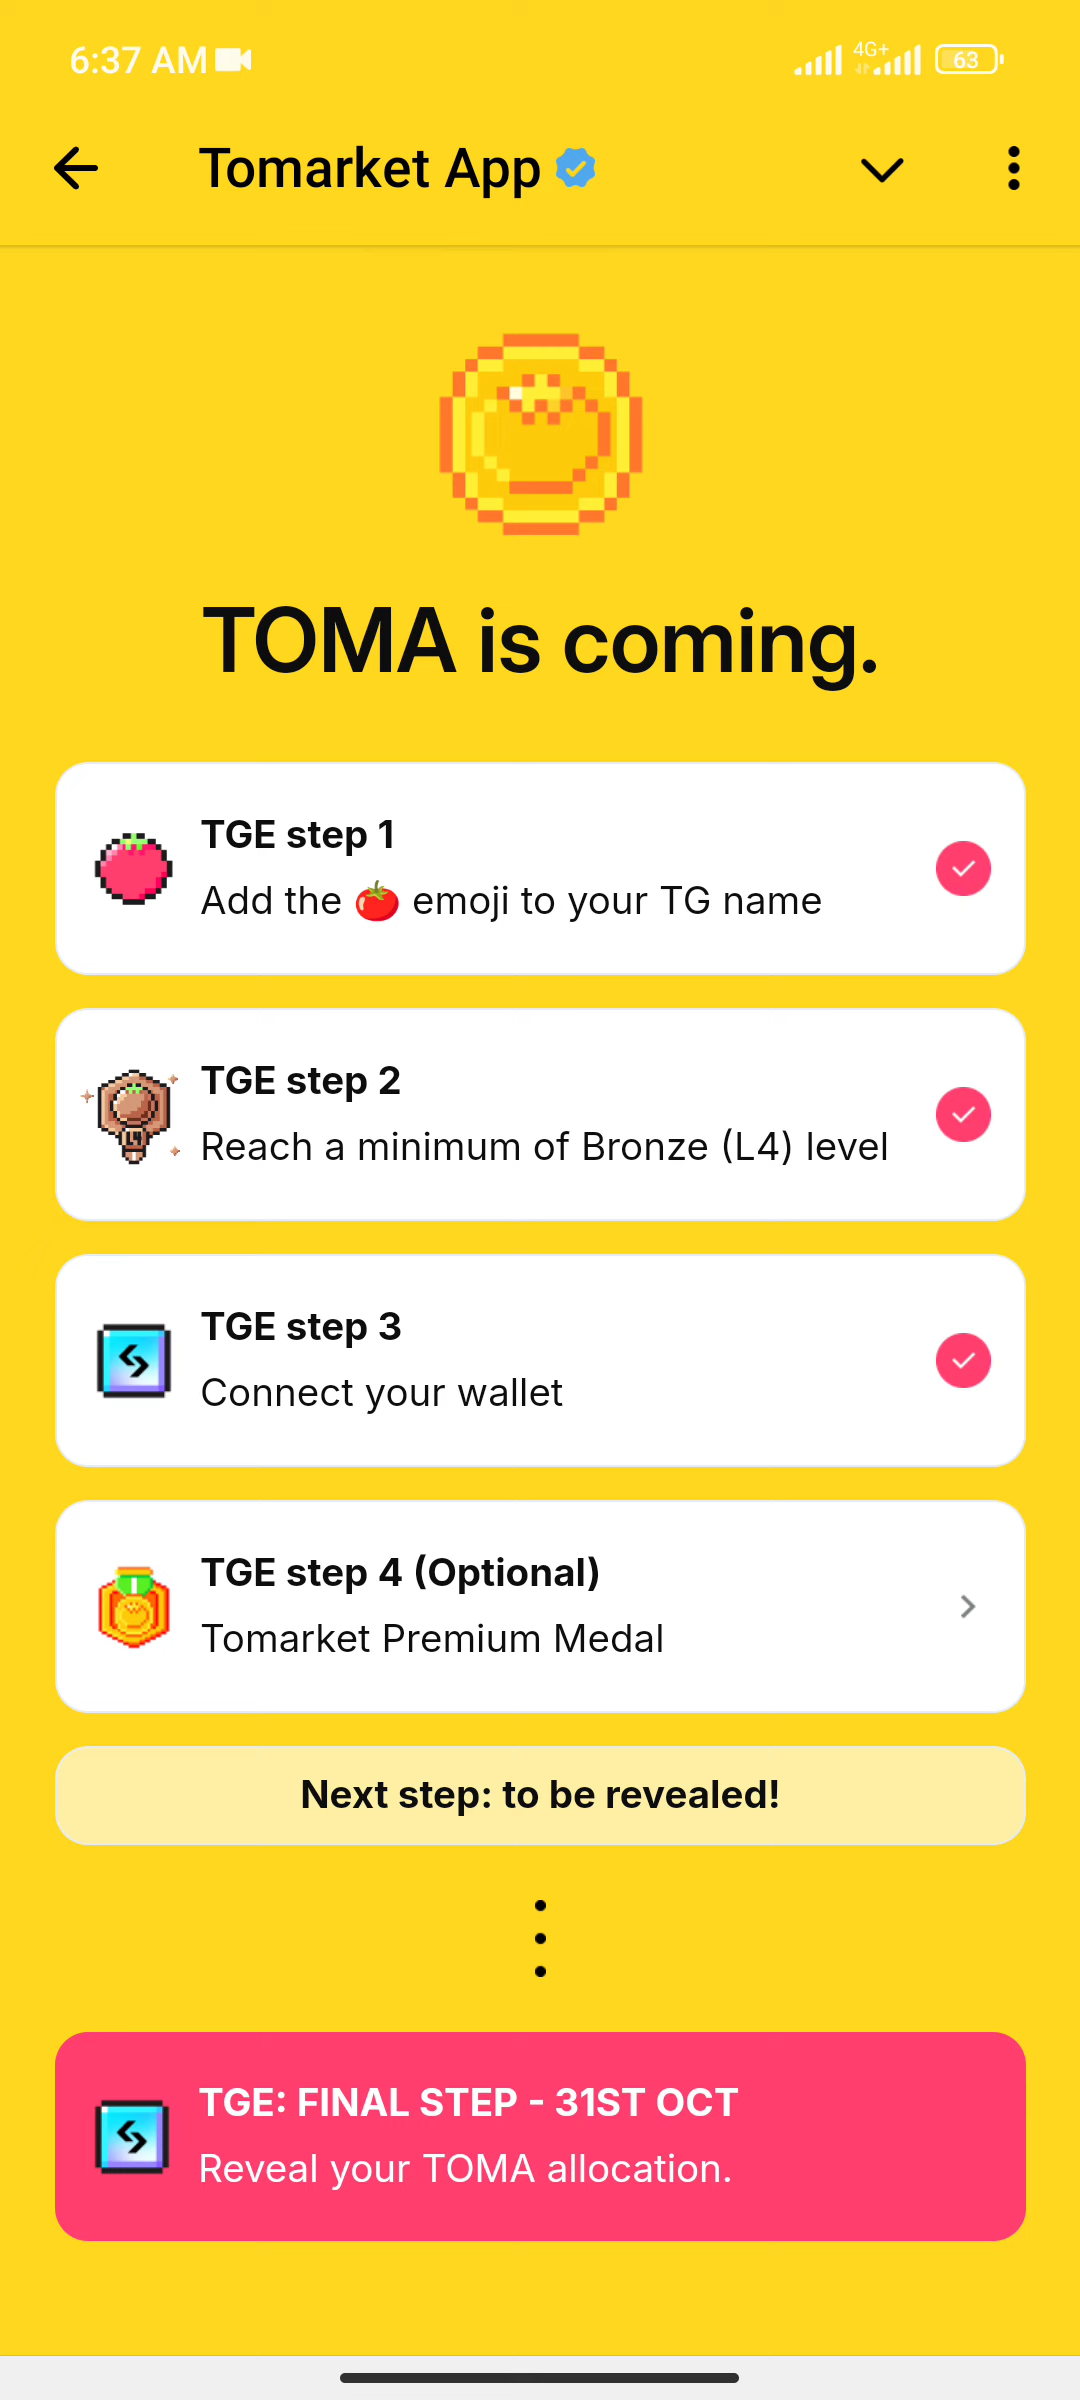 6:37 AM
4G+
63
Tomarket App
TOMA is coming.
TGE step 1
Add the 🍅 emoji to your TG name
L4
TGE step 2
Reach a minimum of Bronze (L4) level
TGE step 3
Connect your wallet
TGE step 4 (Optional)
Tomarket Premium Medal
Next step: to be revealed!
TGE: FINAL STEP - 31ST OCT
Reveal your TOMA allocation.